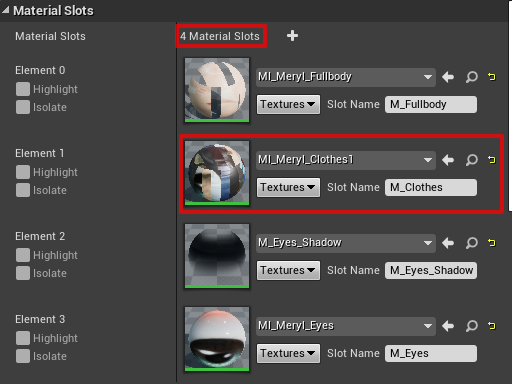 Material Slots
Material Slots 4 Material Slots
Element 0
MI_Meryl_Fullbody
Highlight
Isolate
Textures Slot Name M_Fullbody
Element 1
MI_Meryl_Clothes1
Highlight
Isolate
Textures Slot Name M_Clothes
Element 2
M_Eyes_Shadow
Highlight
Isolate
Textures Slot Name M_Eyes_Shadow
Element 3
MI_Meryl_Eyes
Highlight
Isolate
Textures Slot Name M_Eyes